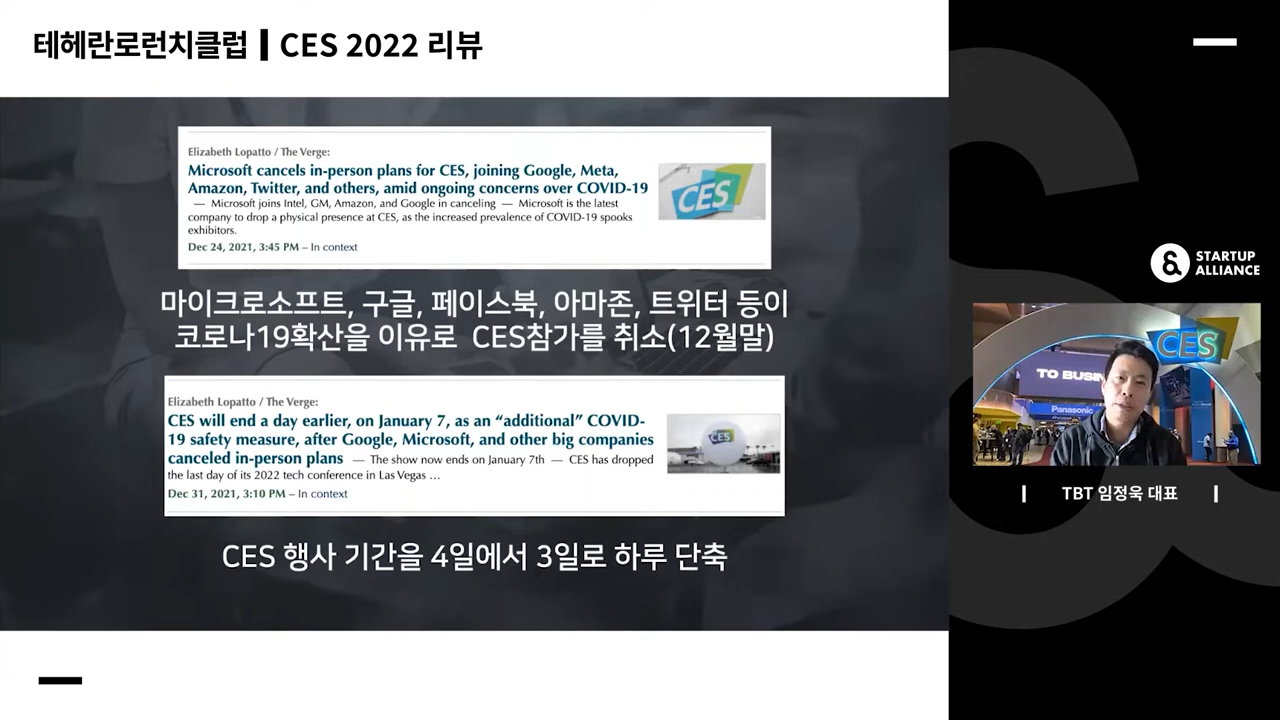 테헤란로런치클럽 | CES 2022 리뷰
Elizabeth Lopatto / The Verge:
Microsoft cancels in-person plans for CES, joining Google, Meta,
Amazon, Twitter, and others, amid ongoing concerns over COVID-19
— Microsoft joins Intel, GM, Amazon, and Google in canceling — Microsoft is the latest
company to drop a physical presence at CES, as the increased prevalence of COVID-19 spooks
exhibitors.
Dec 24, 2021, 3:45 PM – In context
CES
마이크로소프트, 구글, 페이스북, 아마존, 트위터 등이
코로나19확산을 이유로 CES참가를 취소(12월말)
Elizabeth Lopatto / The Verge:
CES will end a day earlier, on January 7, as an “additional” COVID-
19 safety measure, after Google, Microsoft, and other big companies
canceled in-person plans — The show now ends on January 7th — CES has dropped
the last day of its 2022 tech conference in Las Vegas …
Dec 31, 2021, 3:10 PM – In context
CES
CES 행사 기간을 4일에서 3일로 하루 단축
STARTUP
ALLIANCE
CES
TO BUSIN
Panasonic
TBT 임정욱 대표